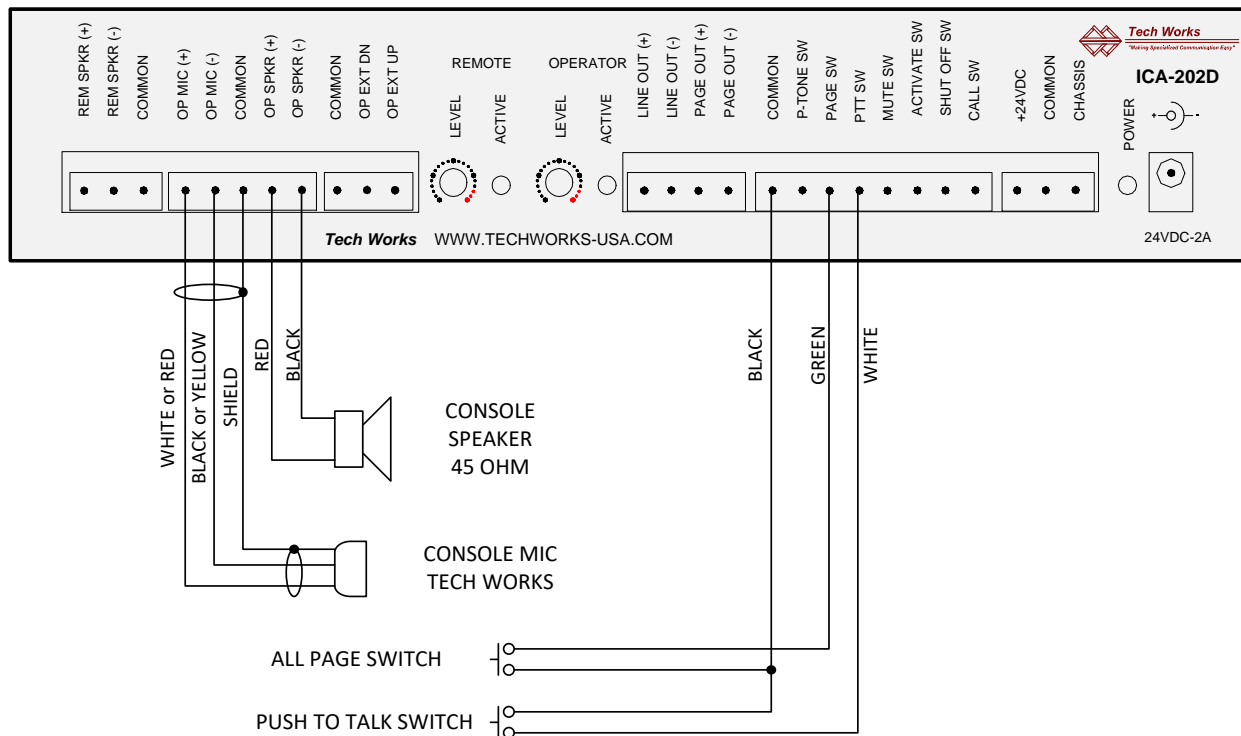 REM SPKR (+)
REM SPKR (-)
COMMON
OP MIC (+)
OP MIC (-)
COMMON
OP SPKR (+)
OP SPKR (-)
COMMON
OP EXT DN
OP EXT UP
REMOTE
LEVEL
ACTIVE
OPERATOR
LEVEL
ACTIVE
LINE OUT (+)
LINE OUT (-)
PAGE OUT (+)
PAGE OUT (-)
COMMON
P-TONE SW
PAGE SW
PTT SW
MUTE SW
ACTIVATE SW
SHUT OFF SW
CALL SW
+24VDC
COMMON
CHASSIS
POWER
Tech Works
"Making Specialized Communication Easy"
ICA-202D
+ -
24VDC-2A
Tech Works WWW.TECHWORKS-USA.COM
WHITE or RED
BLACK or YELLOW
SHIELD
RED
BLACK
BLACK
GREEN
WHITE
CONSOLE
SPEAKER
45 OHM
CONSOLE MIC
TECH WORKS
ALL PAGE SWITCH
PUSH TO TALK SWITCH